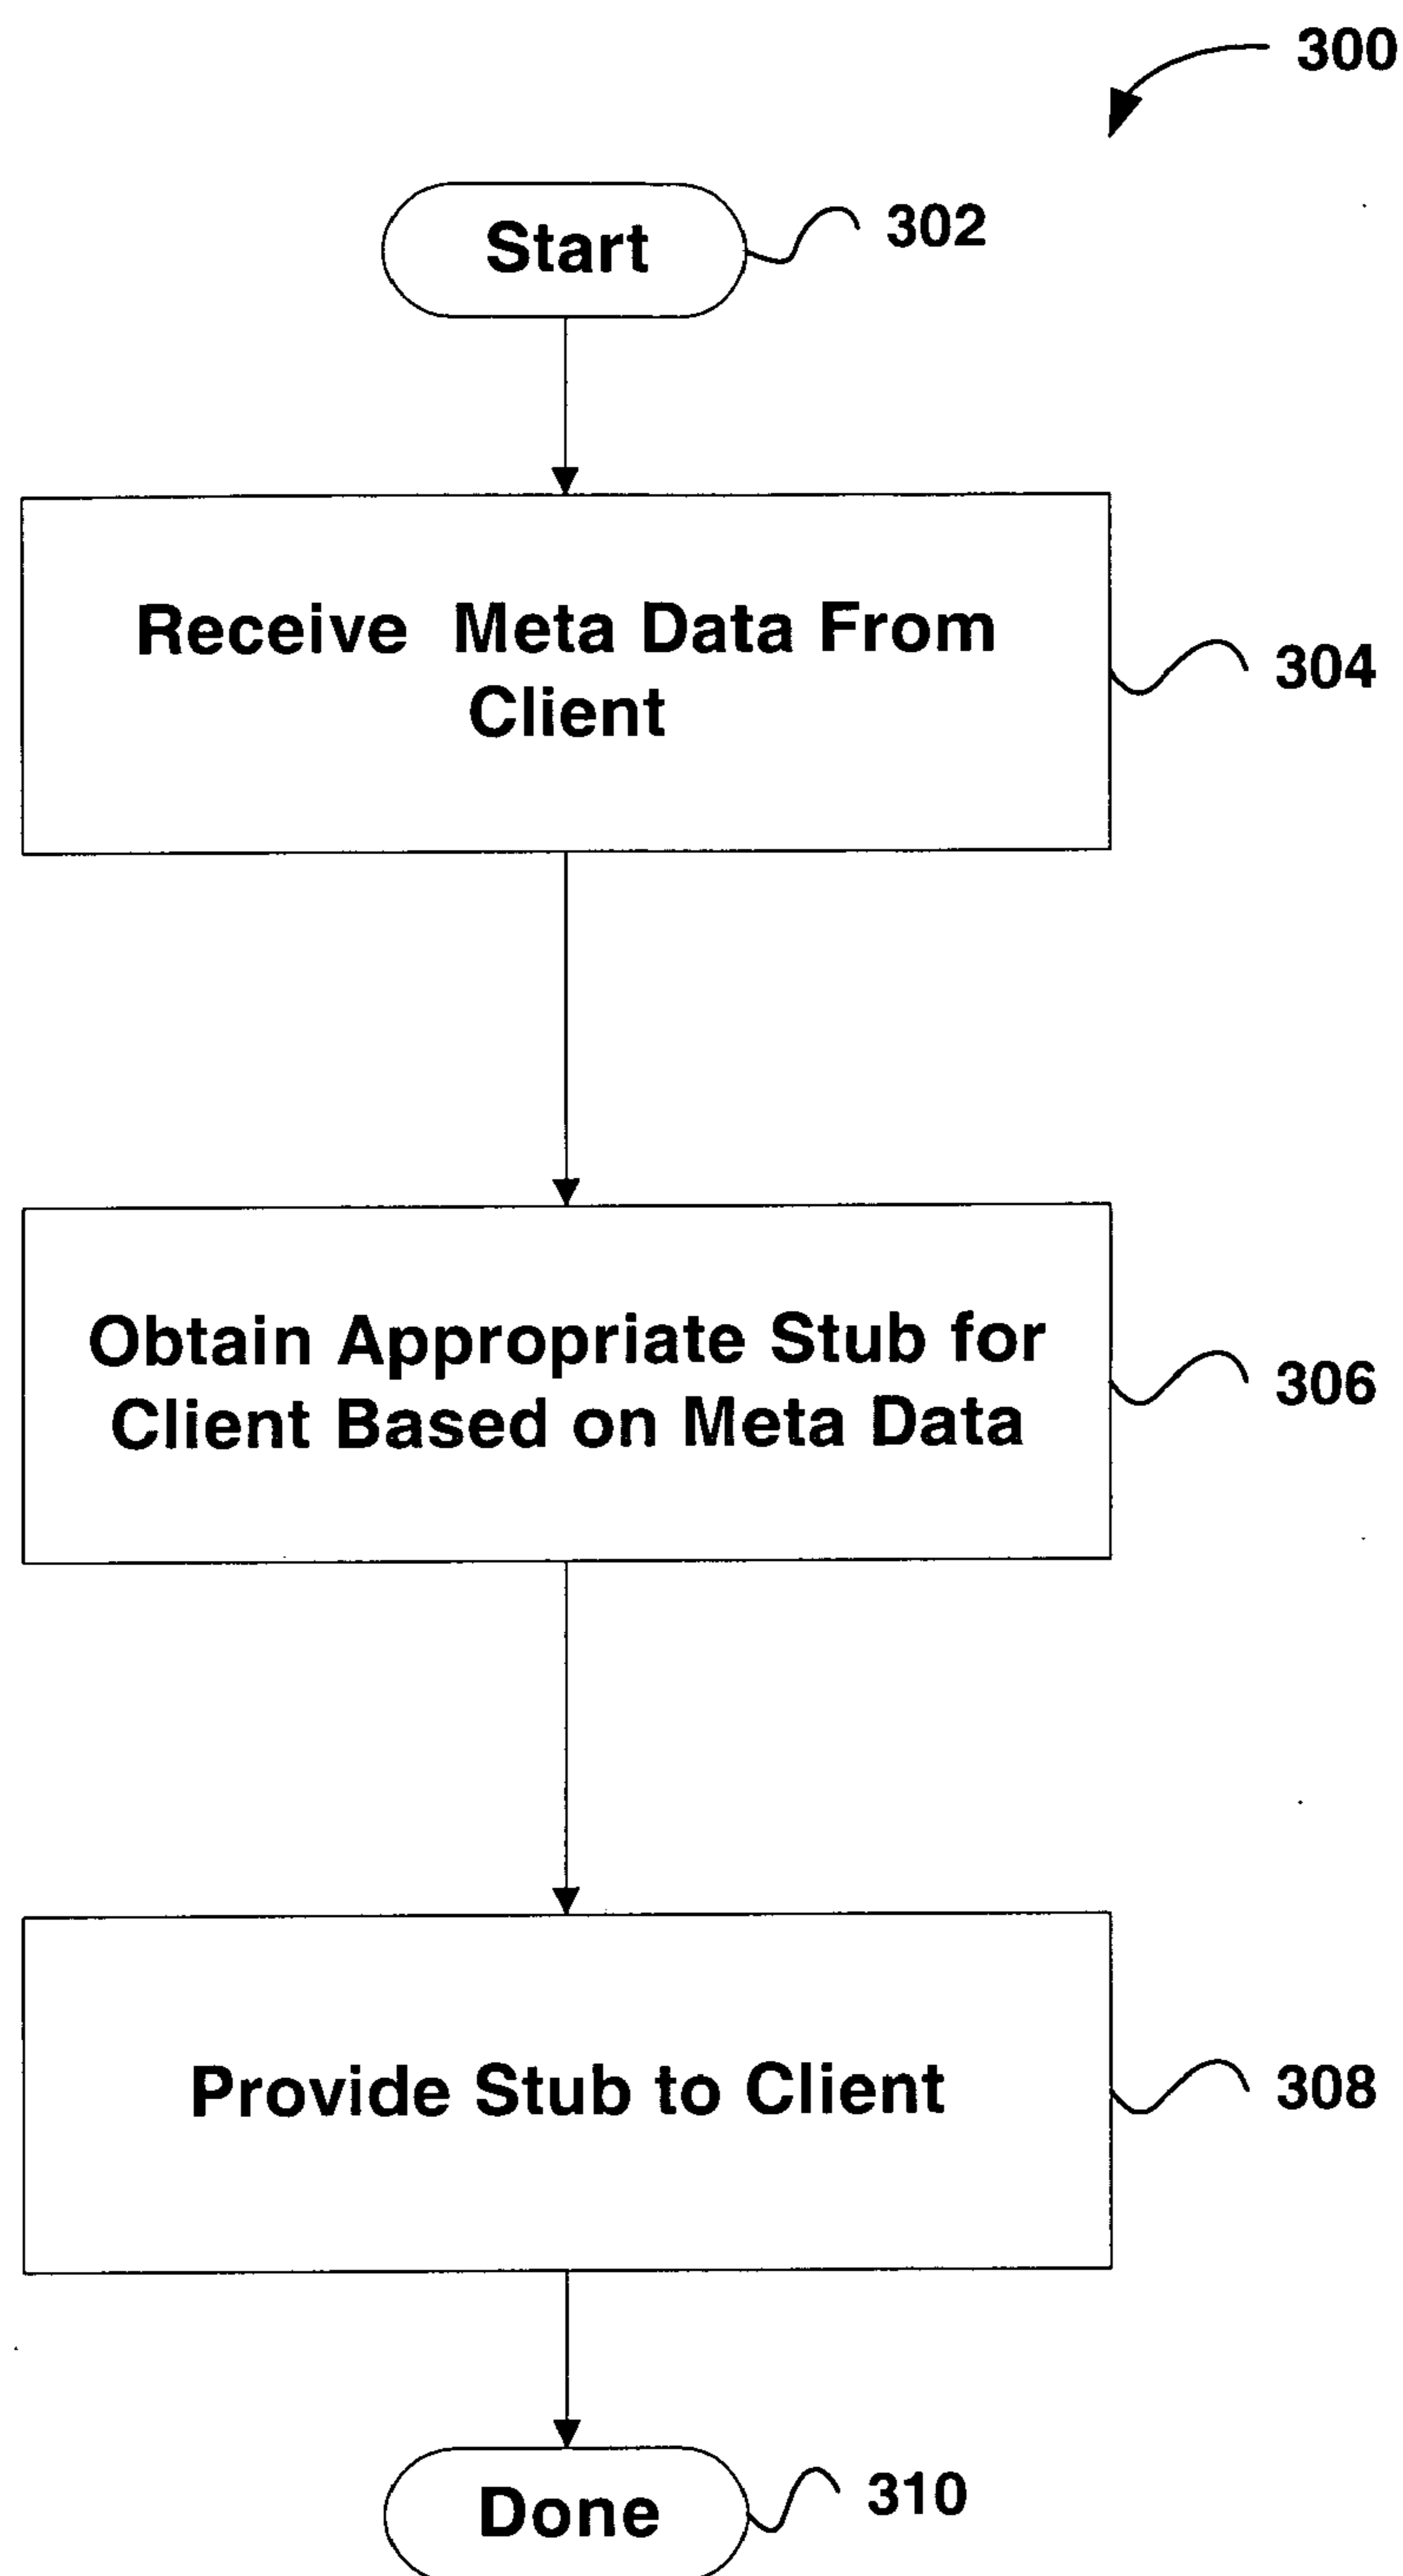 300
Start
302
Receive Meta Data From
Client
304
Obtain Appropriate Stub for
Client Based on Meta Data
306
Provide Stub to Client
308
Done
310